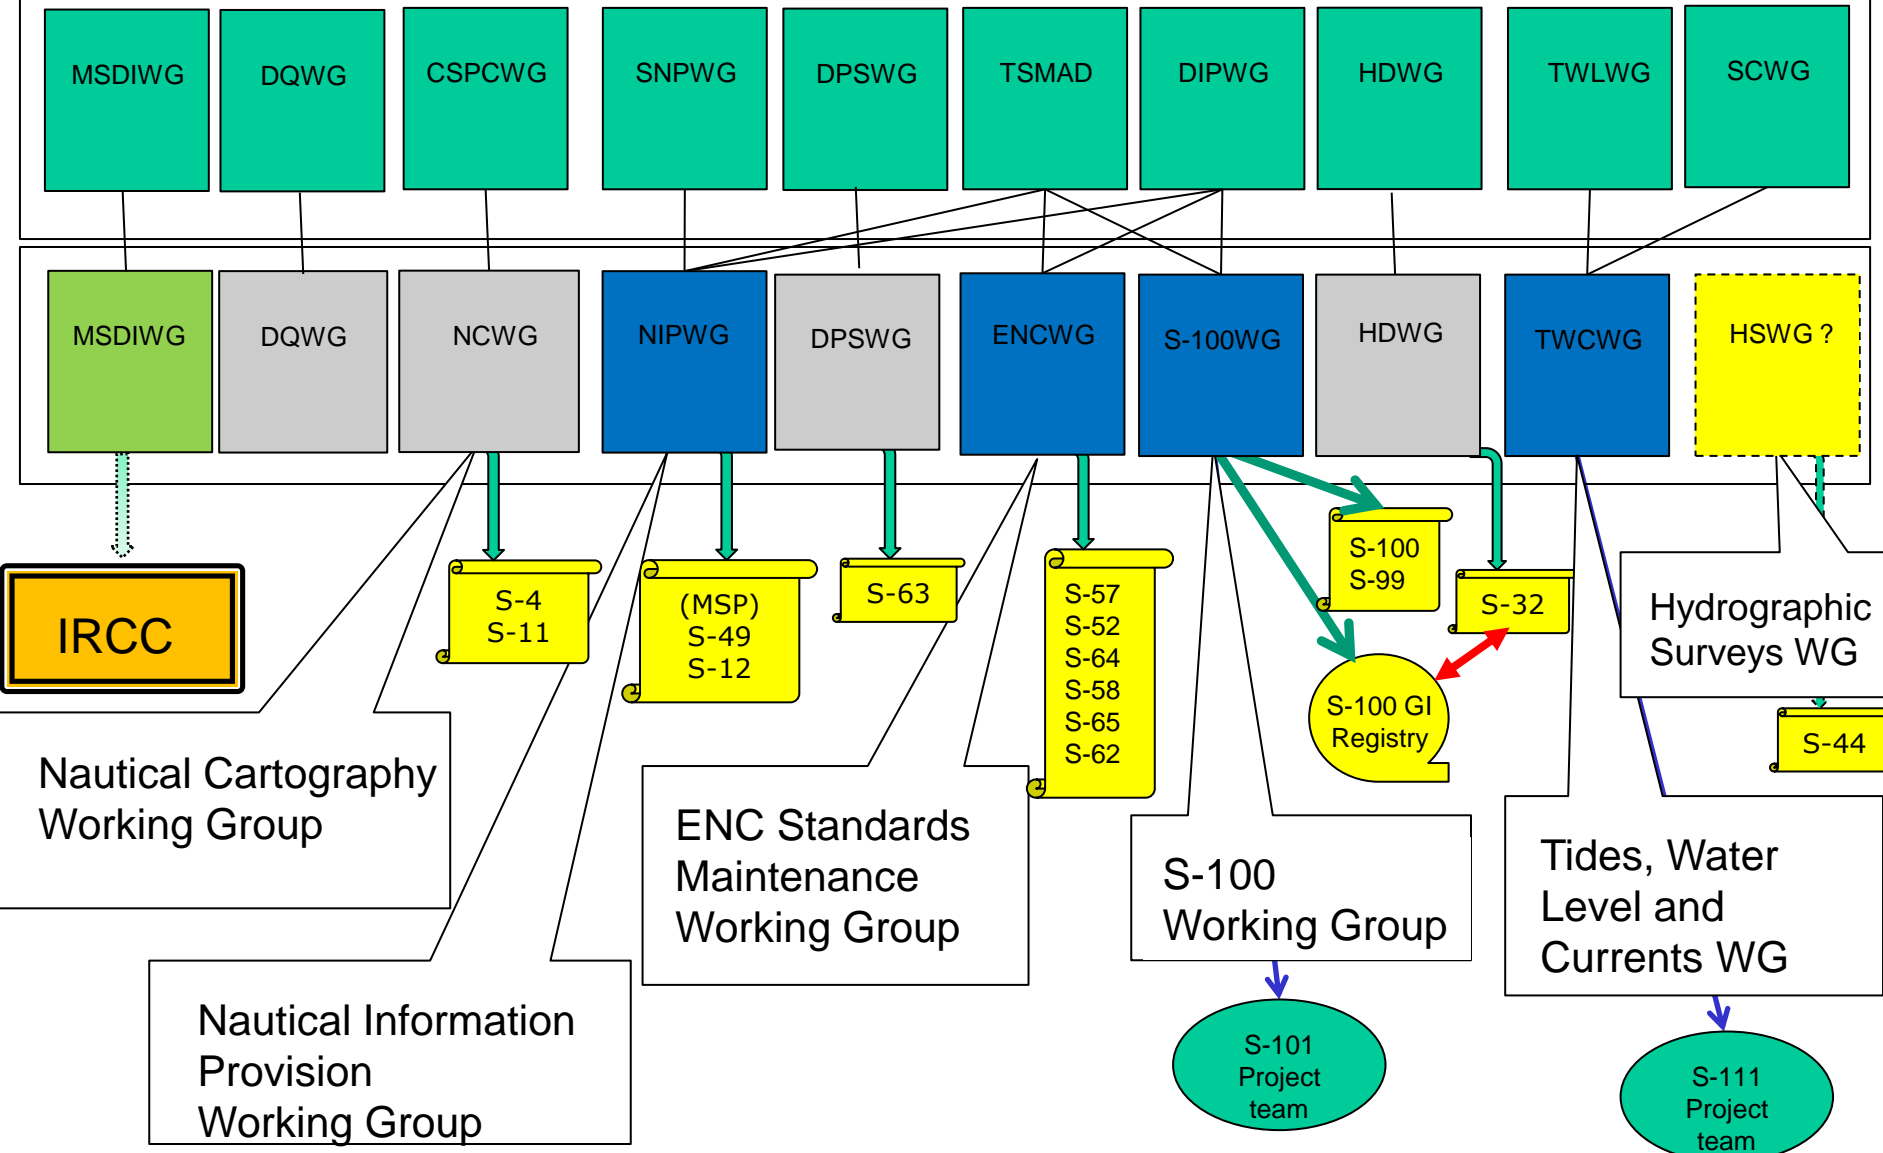 MSDIWG
DQWG
CSPCWG
SNPWG
DPSWG
TSMAD
DIPWG
HDWG
TWLWG
SCWG
MSDIWG
DQWG
NCWG
NIPWG
DPSWG
ENCWG
S-100WG
HDWG
TWCWG
HSWG ?
IRCC
S-4
S-11
(MSP)
S-49
S-12
S-63
S-57
S-52
S-64
S-58
S-65
S-62
S-100
S-99
S-32
S-100 GI
Registry
Hydrographic
Surveys WG
S-44
Nautical Cartography
Working Group
Nautical Information
Provision
Working Group
ENC Standards
Maintenance
Working Group
S-100
Working Group
Tides, Water
Level and
Currents WG
S-101
Project
team
S-111
Project
team